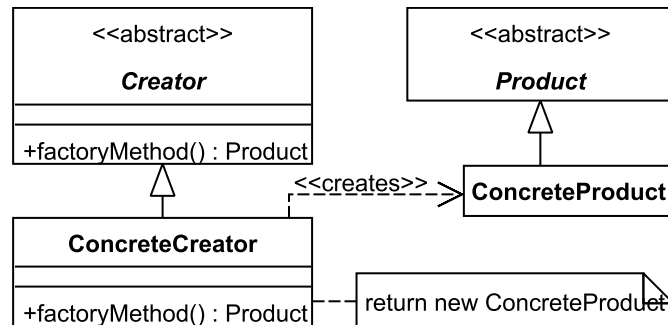 <<abstract>>
Creator
+factoryMethod() : Product
<<abstract>>
Product
<<creates>>
ConcreteProduct
ConcreteCreator
+factoryMethod() : Product
return new ConcreteProduct